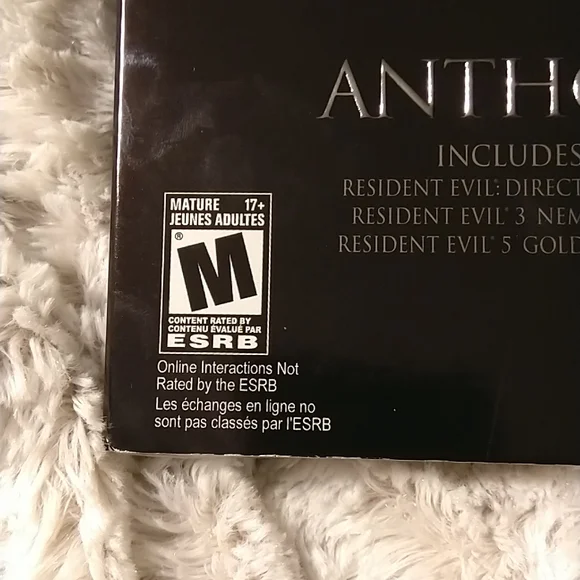 ANTHO
INCLUDES
RESIDENT EVIL®: DIRECT
RESIDENT EVIL® 3 NEM
RESIDENT EVIL® 5 GOLD
MATURE 17+
JEUNES ADULTES
®
M
CONTENT RATED BY
CONTENU ÉVALUÉ PAR
ESRB
Online Interactions Not
Rated by the ESRB
Les échanges en ligne no
sont pas classés par l'ESRB